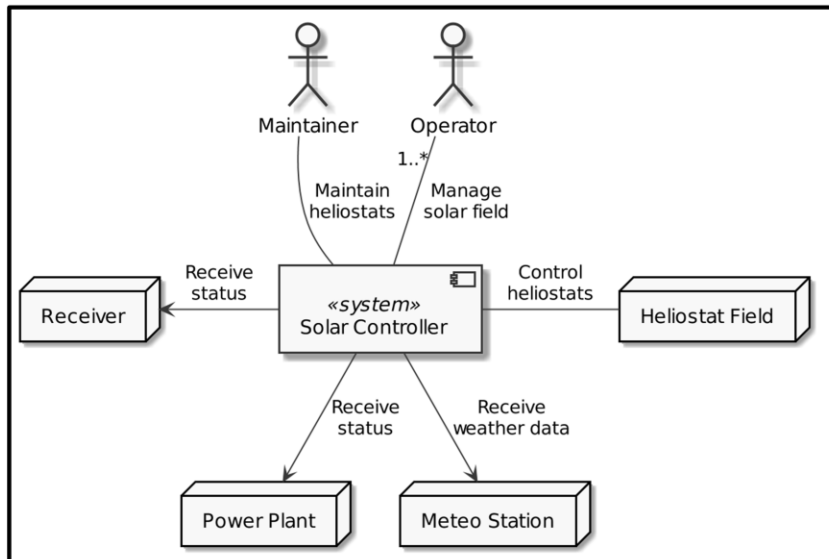 Maintainer
Operator
1..*
Maintain
heliostats
Manage
solar field
Receive
status
Control
heliostats
Receiver
«system»
Solar Controller
Heliostat Field
Receive
status
Receive
weather data
Power Plant
Meteo Station